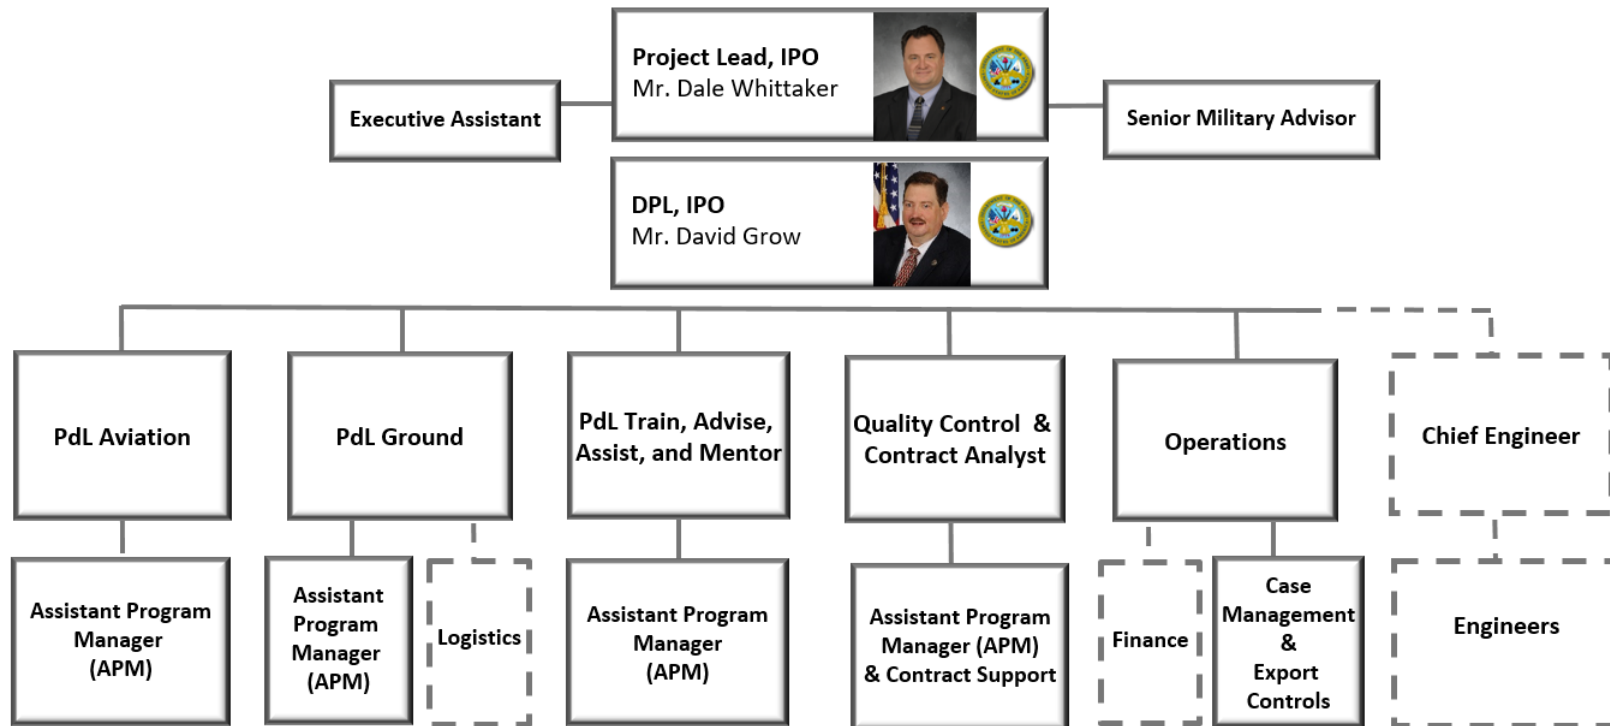 Project Lead, IPO
Mr. Dale Whittaker
Executive Assistant
Senior Military Advisor
DPL, IPO
Mr. David Grow
PdL Aviation
PdL Ground
PdL Train, Advise,
Assist, and Mentor
Quality Control &
Contract Analyst
Operations
Chief Engineer
Assistant Program
Manager
(APM)
Assistant
Program
Manager
(APM)
Logistics
Assistant Program
Manager
(APM)
Assistant Program
Manager (APM)
& Contract Support
Finance
Case
Management
&
Export
Controls
Engineers